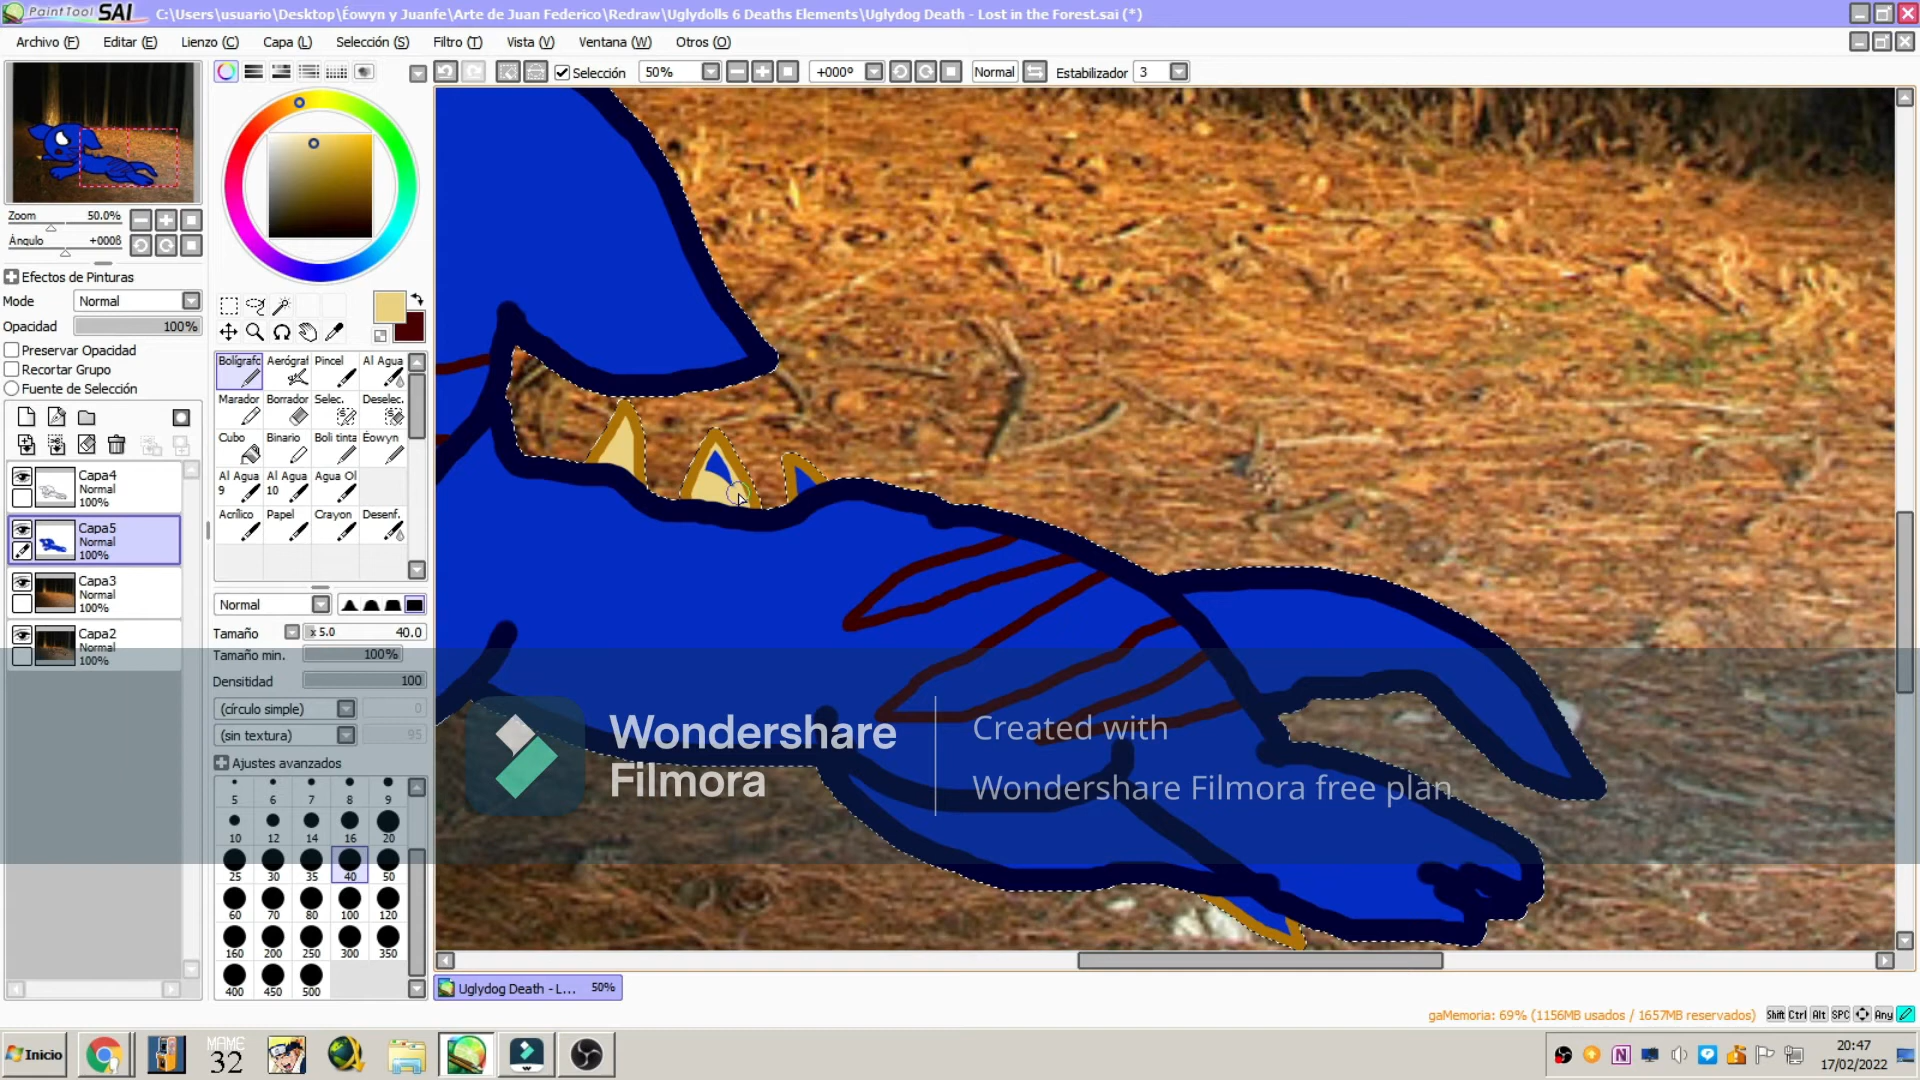 PaintTool SAI C:\Users\usuario\Desktop\Éowyn y Juanfe\Arte de Juan Federico\Redraw\Uglydolls 6 Deaths Elements\Uglydog Death - Lost in the Forest.sai (*)
Archivo (F) Editar (E) Lienzo (C) Capa (L) Selección (S) Filtro (T) Vista (V) Ventana (W) Otros (O)
Selección 50% +000º Normal Estabilizador 3
Zoom 50.0%
Ángulo +000ß
Efectos de Pinturas
Mode Normal
Opacidad 100%
Preservar Opacidad
Recortar Grupo
Fuente de Selección
Capa4
Normal
100%
Capa5
Normal
100%
Capa3
Normal
100%
Capa2
Normal
100%
Bolígrafo Aerógraf Pincel Al Agua
Marador Borrador Selec. Deselec.
Cubo Binario Boli tinta Éowyn
Al Agua 9 Al Agua 10 Agua Ol
Acrílico Papel Crayon Desenf.
Normal
Tamaño x 5.0 40.0
Tamaño min. 100%
Densitidad 100
(círculo simple) 0
(sin textura) 95
Ajustes avanzados
5 6 7 8 9
10 12 14 16 20
25 30 35 40 50
60 70 80 100 120
160 200 250 300 350
400 450 500
Wondershare
Filmora
Created with
Wondershare Filmora free plan
Uglydog Death - L... 50%
gaMemoria: 69% (1156MB usados / 1657MB reservados) Shift Ctrl Alt SPC Any
Inicio
MAME
32
N
20:47
17/02/2022